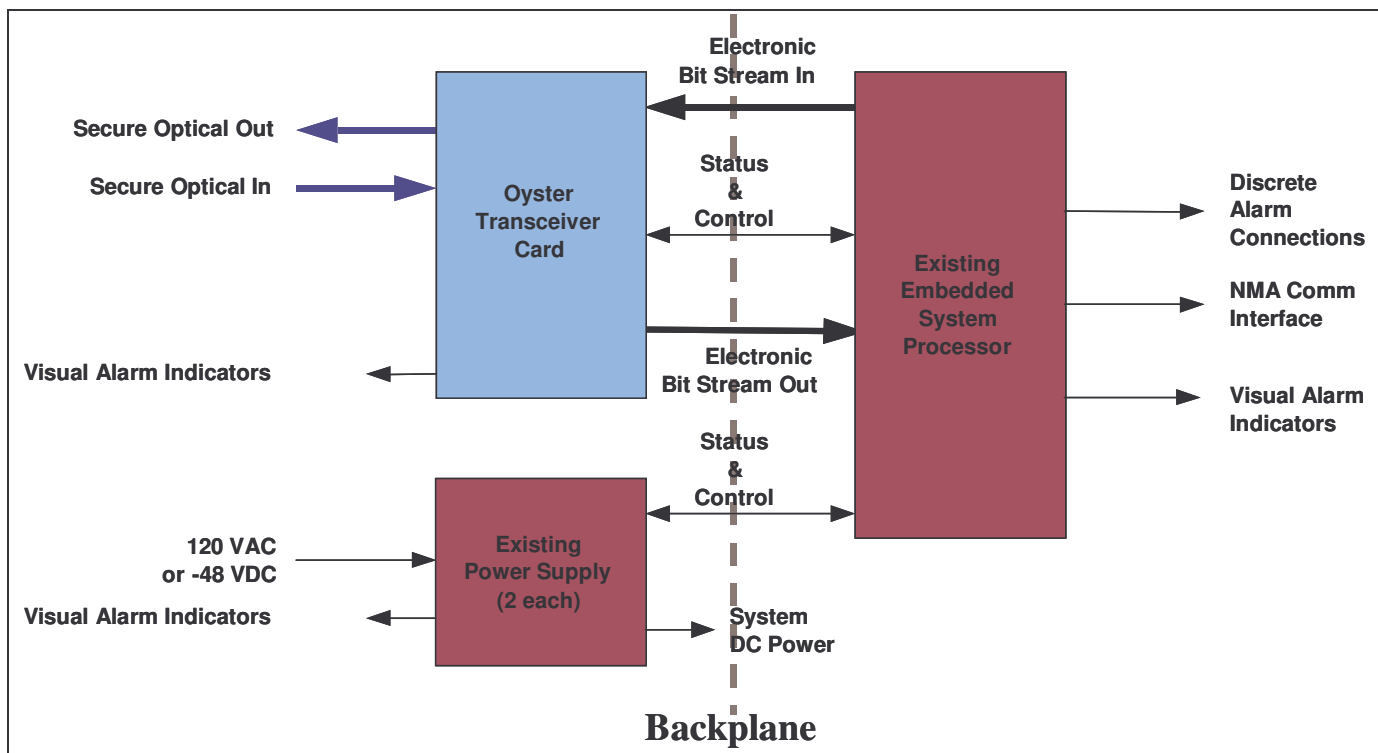 Electronic
Bit Stream In
Secure Optical Out
Secure Optical In
Oyster
Transceiver
Card
Status
&
Control
Existing
Embedded
System
Processor
Discrete
Alarm
Connections
NMA Comm
Interface
Visual Alarm
Indicators
Visual Alarm Indicators
Electronic
Bit Stream Out
Status
&
Control
120 VAC
or -48 VDC
Existing
Power Supply
(2 each)
Visual Alarm Indicators
System
DC Power
Backplane